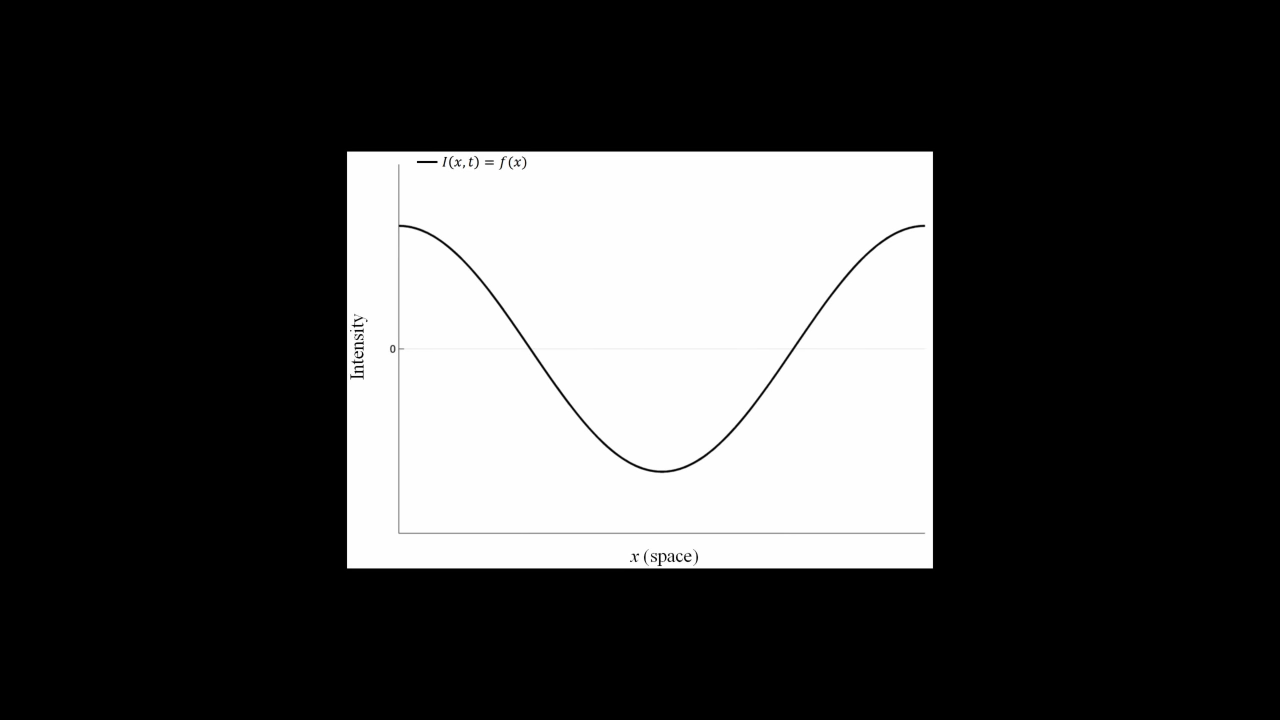 I(x,t) = f(x)
Intensity
0
x (space)